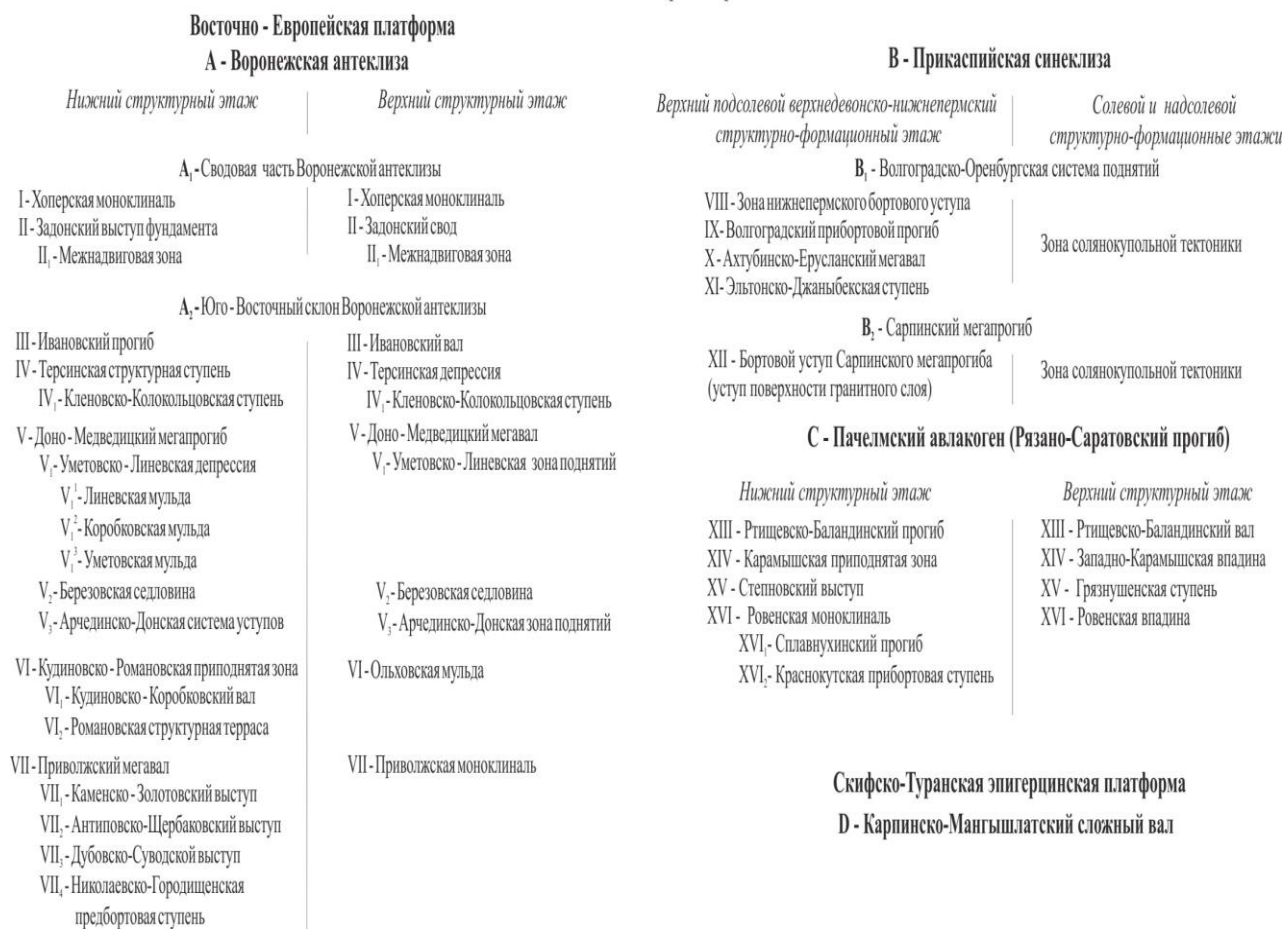 Восточно - Европейская платформа
А - Воронежская антеклиза
Нижний структурный этаж
Верхний структурный этаж
А₁ - Сводовая часть Воронежской антеклизы
I - Хоперская моноклиналь
II - Задонский выступ фундамента
II₁ - Межнадвиговая зона
I - Хоперская моноклиналь
II - Задонский свод
II₁ - Межнадвиговая зона
А₂ - Юго - Восточный склон Воронежской антеклизы
III - Ивановский прогиб
IV - Терсинская структурная ступень
IV₁ - Кленовско-Колокольцовская ступень
V - Доно - Медведицкий мегапрогиб
V₁ - Уметовско - Линевская депрессия
V₁¹ - Линевская мульда
V₁² - Коробковская мульда
V₁³ - Уметовская мульда
V₂ - Березовская седловина
V₃ - Арчединско-Донская система уступов
VI - Кудиновско - Романовская приподнятая зона
VI₁ - Кудиновско - Коробковский вал
VI₂ - Романовская структурная терраса
VII - Приволжский мегавал
VII₁ - Каменско - Золотовский выступ
VII₂ - Антиповско-Щербаковский выступ
VII₃ - Дубовско-Суводской выступ
VII₄ - Николаевско-Городищенская
предбортовая ступень
III - Ивановский вал
IV - Терсинская депрессия
IV₁ - Кленовско-Колокольцовская ступень
V - Доно - Медведицкий мегавал
V₁ - Уметовско - Линевская зона поднятий
V₂ - Березовская седловина
V₃ - Арчединско-Донская зона поднятий
VI - Ольховская мульда
VII - Приволжская моноклиналь
В - Прикаспийская синеклиза
Верхний подсолевой верхнедевонско-нижнепермский
структурно-формационный этаж
Солевой и надсолевой
структурно-формационные этажи
В₁ - Волгоградско-Оренбургская система поднятий
VIII - Зона нижнепермского бортового уступа
IX- Волгоградский прибортовой прогиб
X - Ахтубинско-Ерусланский мегавал
XI- Эльтонско-Джаныбекская ступень
Зона солянокупольной тектоники
В₂ - Сарпинский мегапрогиб
XII - Бортовой уступ Сарпинского мегапрогиба
(уступ поверхности гранитного слоя)
Зона солянокупольной тектоники
С - Пачелмский авлакоген (Рязано-Саратовский прогиб)
Нижний структурный этаж
Верхний структурный этаж
XIII - Ртищевско-Баландинский прогиб
XIV - Карамышская приподнятая зона
XV - Степновский выступ
XVI - Ровенская моноклиналь
XVI₁ - Сплавнухинский прогиб
XVI₂- Краснокутская прибортовая ступень
XIII - Ртищевско-Баландинский вал
XIV - Западно-Карамышская впадина
XV - Грязнушенская ступень
XVI - Ровенская впадина
Скифско-Туранская эпигерцинская платформа
D - Карпинско-Мангышлатский сложный вал